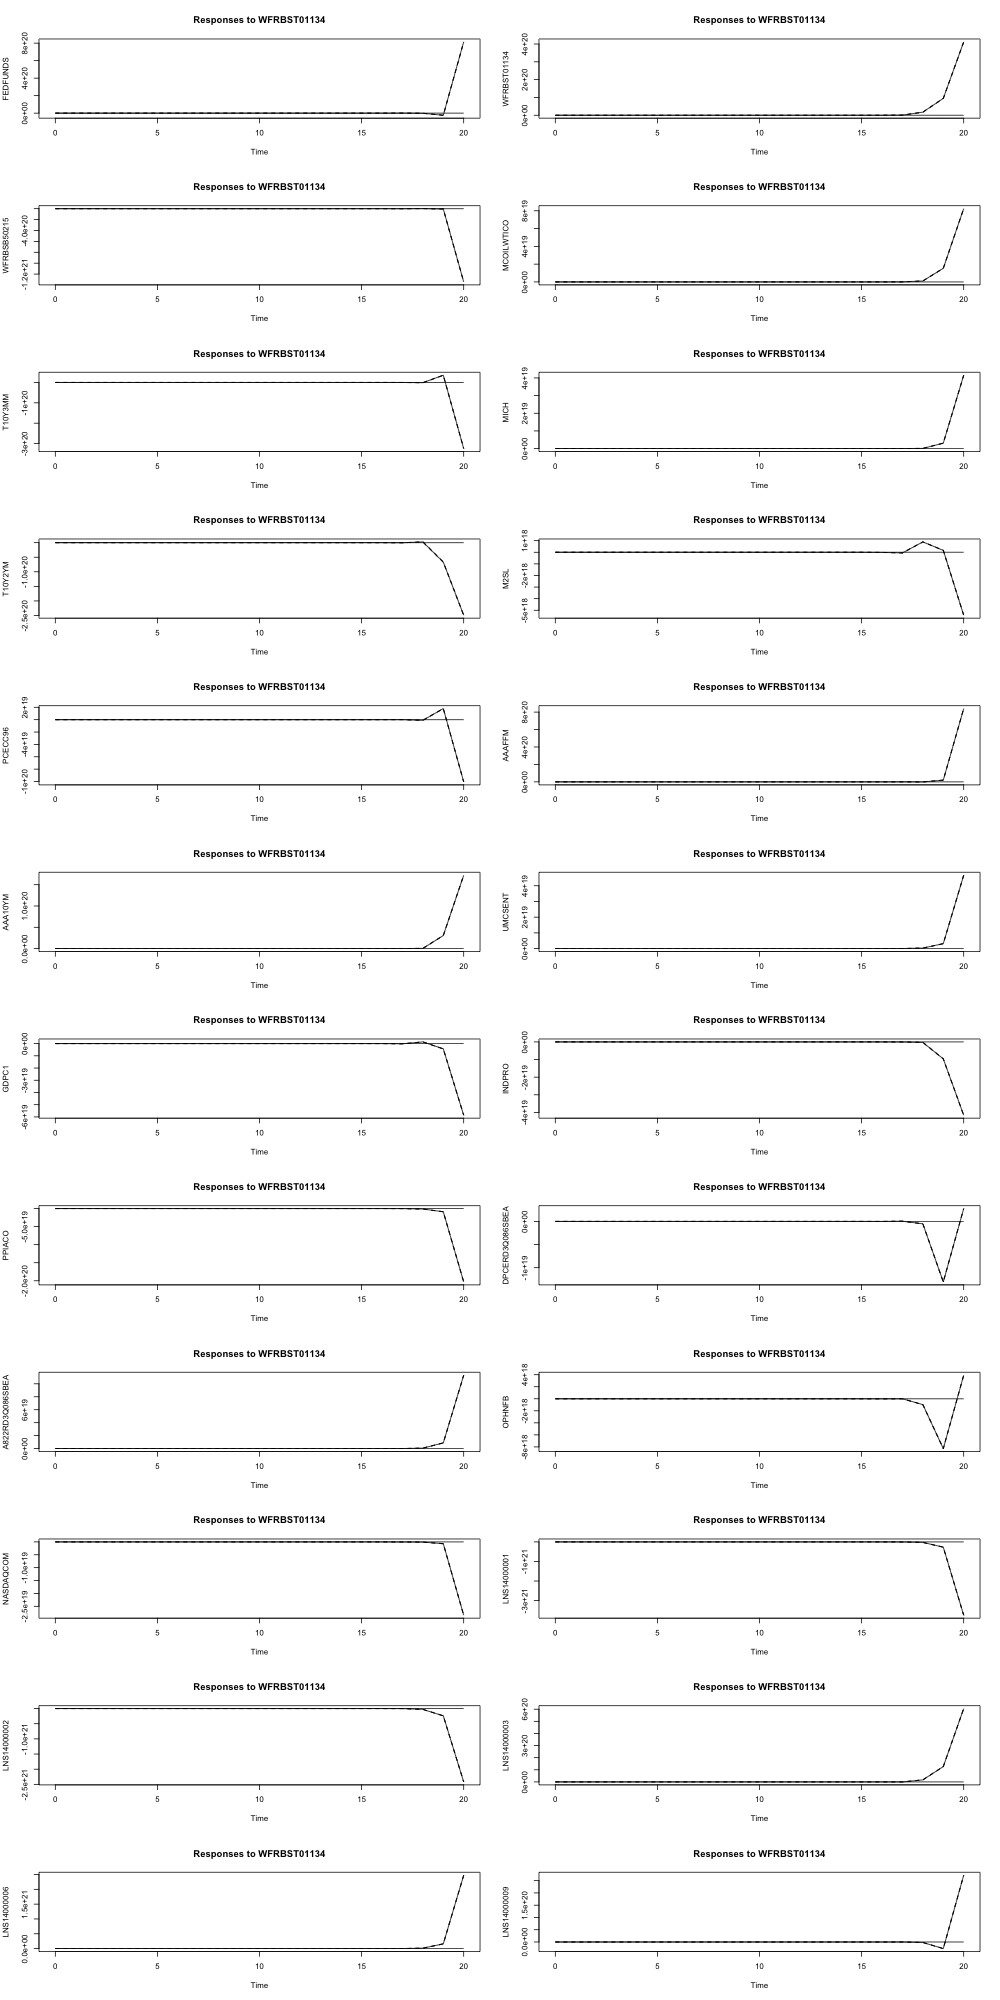 Responses to WFRBST01134
FEDFUNDS
8e+20
4e+20
0e+00
0 5 10 15 20
Time
Responses to WFRBST01134
WFRBST01134
4e+20
2e+20
0e+00
0 5 10 15 20
Time
Responses to WFRBST01134
WFRBSB50215
-4.0e+20
-1.2e+21
0 5 10 15 20
Time
Responses to WFRBST01134
MCOILWTICO
8e+19
4e+19
0e+00
0 5 10 15 20
Time
Responses to WFRBST01134
T10Y3MM
-1e+20
-3e+20
0 5 10 15 20
Time
Responses to WFRBST01134
MICH
4e+19
2e+19
0e+00
0 5 10 15 20
Time
Responses to WFRBST01134
T10Y2YM
-1.0e+20
-2.5e+20
0 5 10 15 20
Time
Responses to WFRBST01134
M2SL
1e+18
-2e+18
-5e+18
0 5 10 15 20
Time
Responses to WFRBST01134
PCECC96
2e+19
-4e+19
-1e+20
0 5 10 15 20
Time
Responses to WFRBST01134
AAAFFM
8e+20
4e+20
0e+00
0 5 10 15 20
Time
Responses to WFRBST01134
AAA10YM
1.0e+20
0.0e+00
0 5 10 15 20
Time
Responses to WFRBST01134
UMCSENT
4e+19
2e+19
0e+00
0 5 10 15 20
Time
Responses to WFRBST01134
GDPC1
0e+00
-3e+19
-6e+19
0 5 10 15 20
Time
Responses to WFRBST01134
INDPRO
0e+00
-2e+19
-4e+19
0 5 10 15 20
Time
Responses to WFRBST01134
PPIACO
-5.0e+19
-2.0e+20
0 5 10 15 20
Time
Responses to WFRBST01134
DPCERD3Q086SBEA
0e+00
-1e+19
0 5 10 15 20
Time
Responses to WFRBST01134
A822RD3Q086SBEA
6e+19
0e+00
0 5 10 15 20
Time
Responses to WFRBST01134
OPHNFB
4e+18
-2e+18
-8e+18
0 5 10 15 20
Time
Responses to WFRBST01134
NASDAQCOM
-1.0e+19
-2.5e+19
0 5 10 15 20
Time
Responses to WFRBST01134
LNS14000001
-1e+21
-3e+21
0 5 10 15 20
Time
Responses to WFRBST01134
LNS14000002
-1.0e+21
-2.5e+21
0 5 10 15 20
Time
Responses to WFRBST01134
LNS14000003
6e+20
3e+20
0e+00
0 5 10 15 20
Time
Responses to WFRBST01134
LNS14000006
1.5e+21
0.0e+00
0 5 10 15 20
Time
Responses to WFRBST01134
LNS14000009
1.5e+20
0.0e+00
0 5 10 15 20
Time